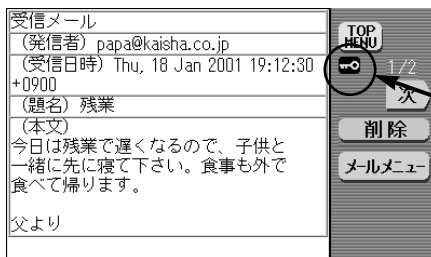 受信メール
（発信者）papa@kaisha.co.jp
（受信日時）Thu, 18 Jan 2001 19:12:30
+0900
（題名）残業
（本文）
今日は残業で遅くなるので、子供と
一緒に先に寝て下さい。食事も外で
食べて帰ります。
父より
TOP
MENU
1/2
次
削除
メールメニュー